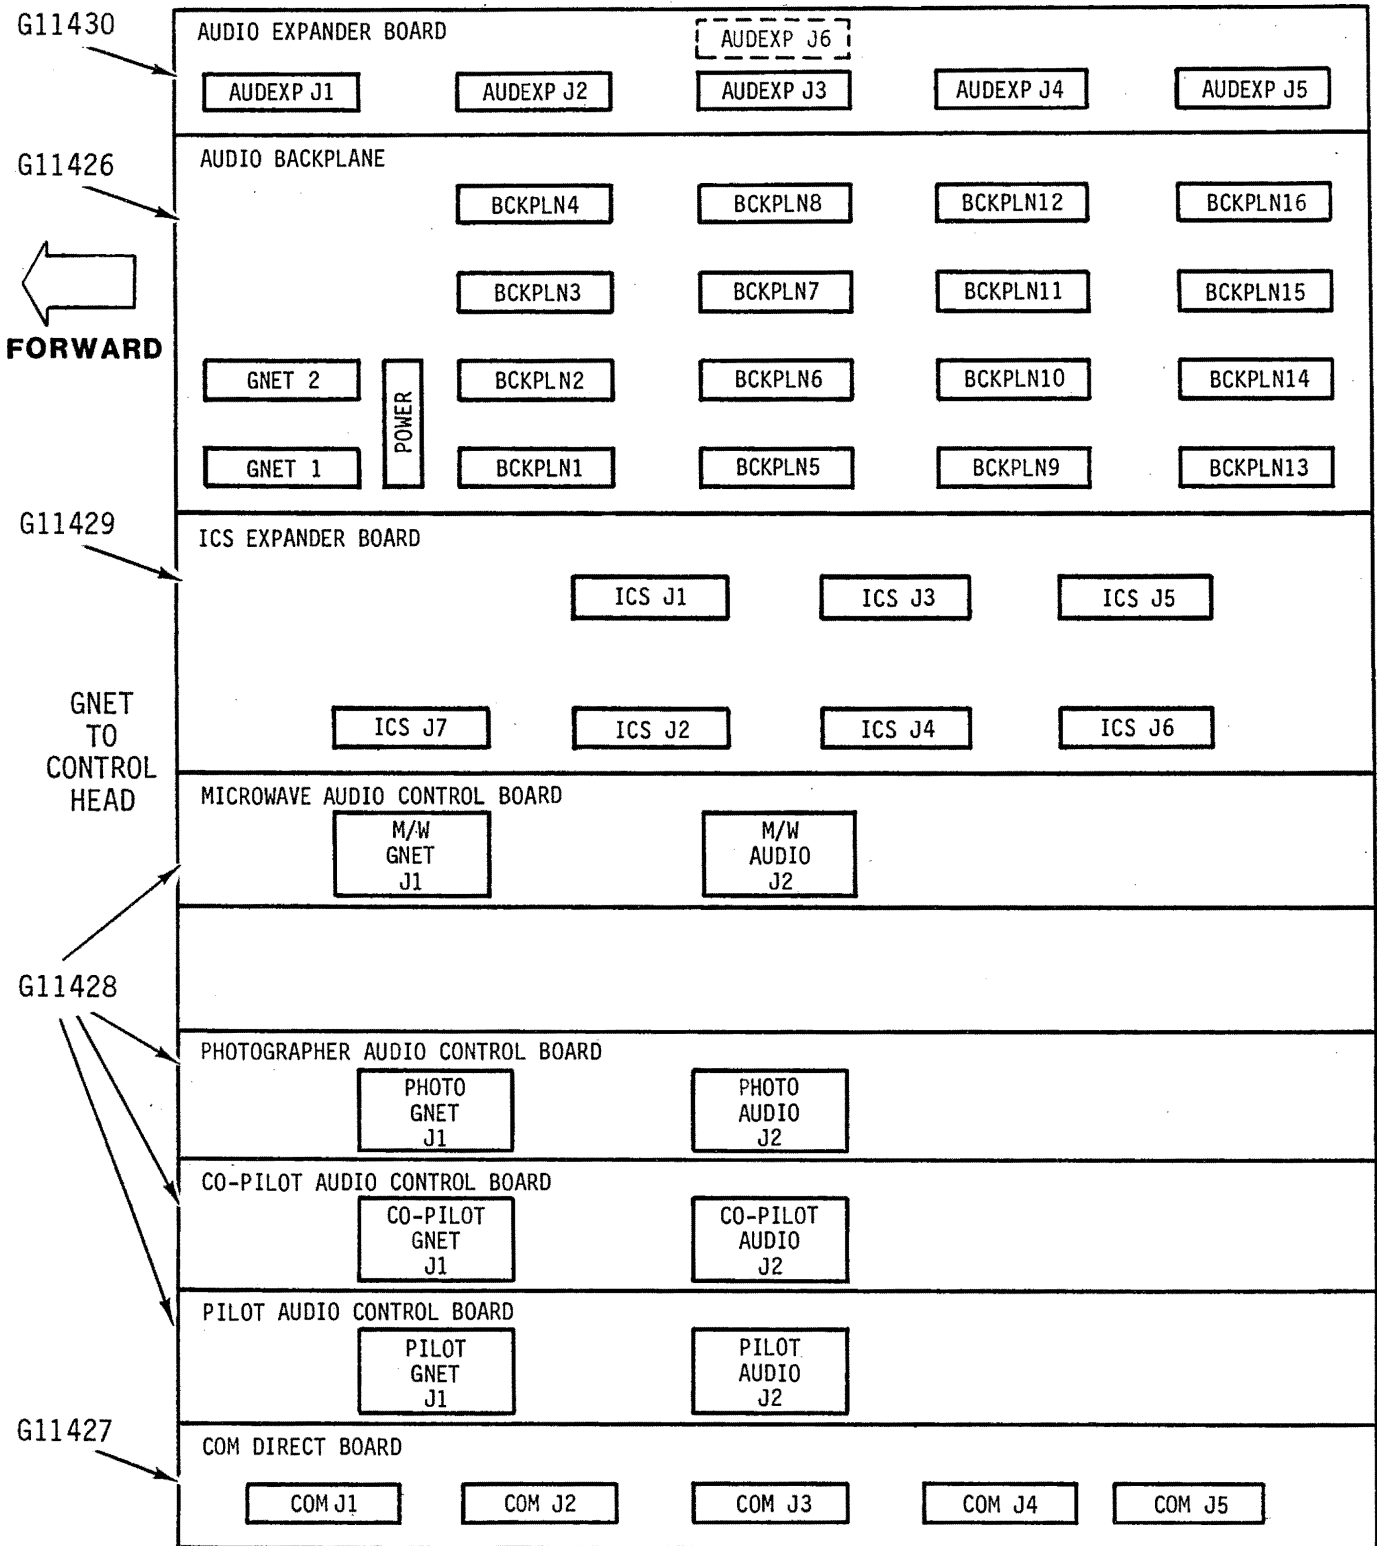 G11430
AUDIO EXPANDER BOARD
AUDEXP J6
AUDEXP J1
AUDEXP J2
AUDEXP J3
AUDEXP J4
AUDEXP J5
G11426
AUDIO BACKPLANE
BCKPLN4
BCKPLN8
BCKPLN12
BCKPLN16
FORWARD
BCKPLN3
BCKPLN7
BCKPLN11
BCKPLN15
GNET 2
POWER
BCKPLN2
BCKPLN6
BCKPLN10
BCKPLN14
GNET 1
BCKPLN1
BCKPLN5
BCKPLN9
BCKPLN13
G11429
ICS EXPANDER BOARD
ICS J1
ICS J3
ICS J5
ICS J7
ICS J2
ICS J4
ICS J6
GNET
TO
CONTROL
HEAD
MICROWAVE AUDIO CONTROL BOARD
M/W
GNET
J1
M/W
AUDIO
J2
G11428
PHOTOGRAPHER AUDIO CONTROL BOARD
PHOTO
GNET
J1
PHOTO
AUDIO
J2
CO-PILOT AUDIO CONTROL BOARD
CO-PILOT
GNET
J1
CO-PILOT
AUDIO
J2
PILOT AUDIO CONTROL BOARD
PILOT
GNET
J1
PILOT
AUDIO
J2
G11427
COM DIRECT BOARD
COM J1
COM J2
COM J3
COM J4
COM J5